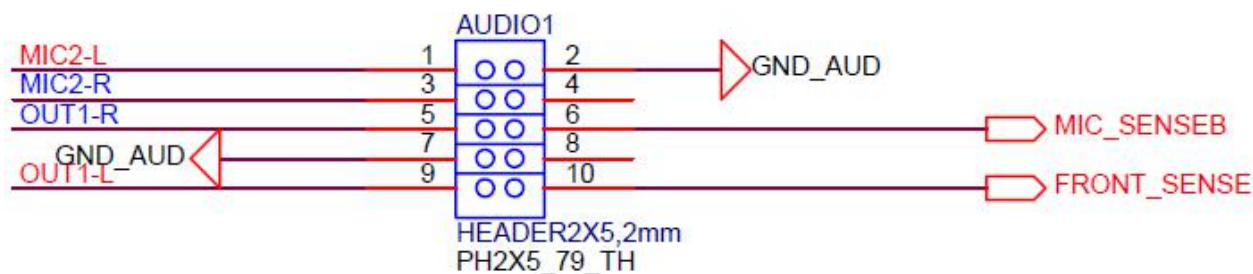 AUDIO1
MIC2-L 1 2 GND_AUD
MIC2-R 3 4
OUT1-R 5 6 MIC_SENSEB
GND_AUD 7 8
OUT1-L 9 10 FRONT_SENSE
HEADER2X5,2mm
PH2X5_79_TH